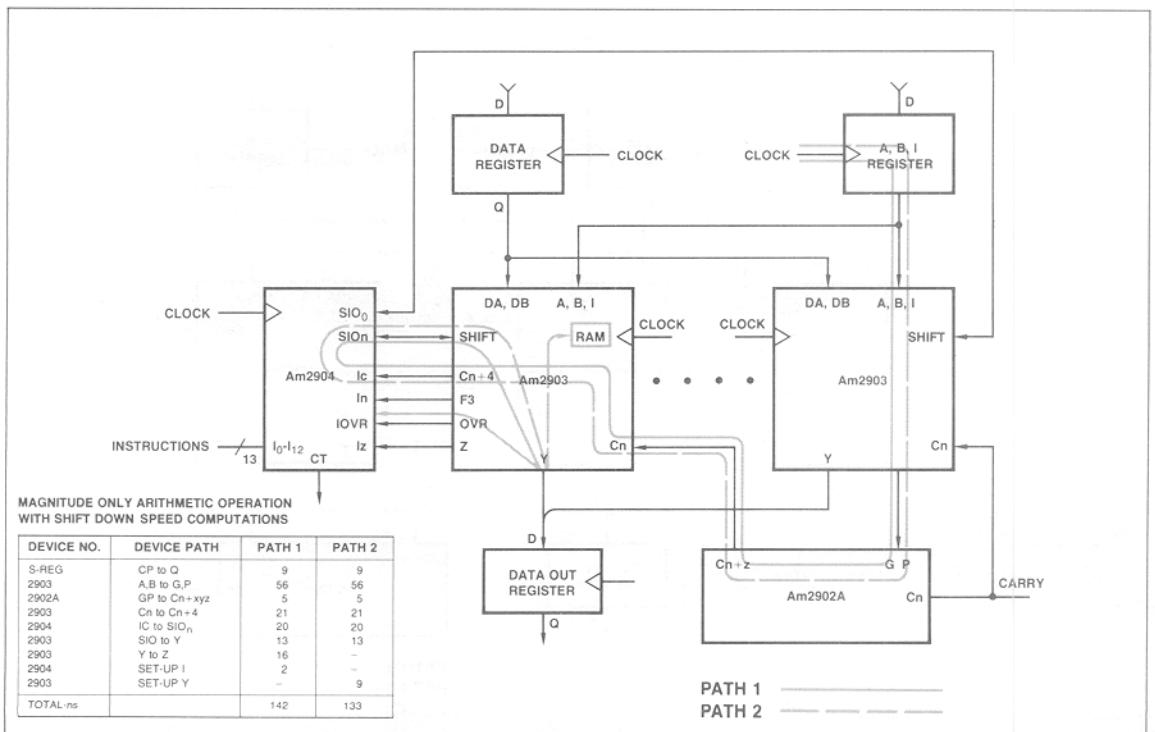 D
D
DATA
REGISTER
CLOCK
CLOCK
A, B, I
REGISTER
Q
DA, DB
A, B, I
DA, DB
A, B, I
CLOCK
SIO0
SIOn
Am2904
Ic
In
IOVR
I0-I12
Iz
CT
INSTRUCTIONS
13
SHIFT
RAM
CLOCK
Cn+4
Am2903
F3
OVR
Z
Y
Cn
CLOCK
SHIFT
Am2903
Cn
Y
MAGNITUDE ONLY ARITHMETIC OPERATION
WITH SHIFT DOWN SPEED COMPUTATIONS
DEVICE NO. DEVICE PATH PATH 1 PATH 2
S-REG CP to Q 9 9
2903 A,B to G,P 56 56
2902A GP to Cn+xyz 5 5
2903 Cn to Cn+4 21 21
2904 IC to SIOn 20 20
2903 SIO to Y 13 13
2903 Y to Z 16 –
2904 SET-UP I 2 –
2903 SET-UP Y – 9
TOTAL-ns 142 133
D
DATA OUT
REGISTER
Q
Cn+z
G P
Am2902A
Cn
CARRY
PATH 1
PATH 2